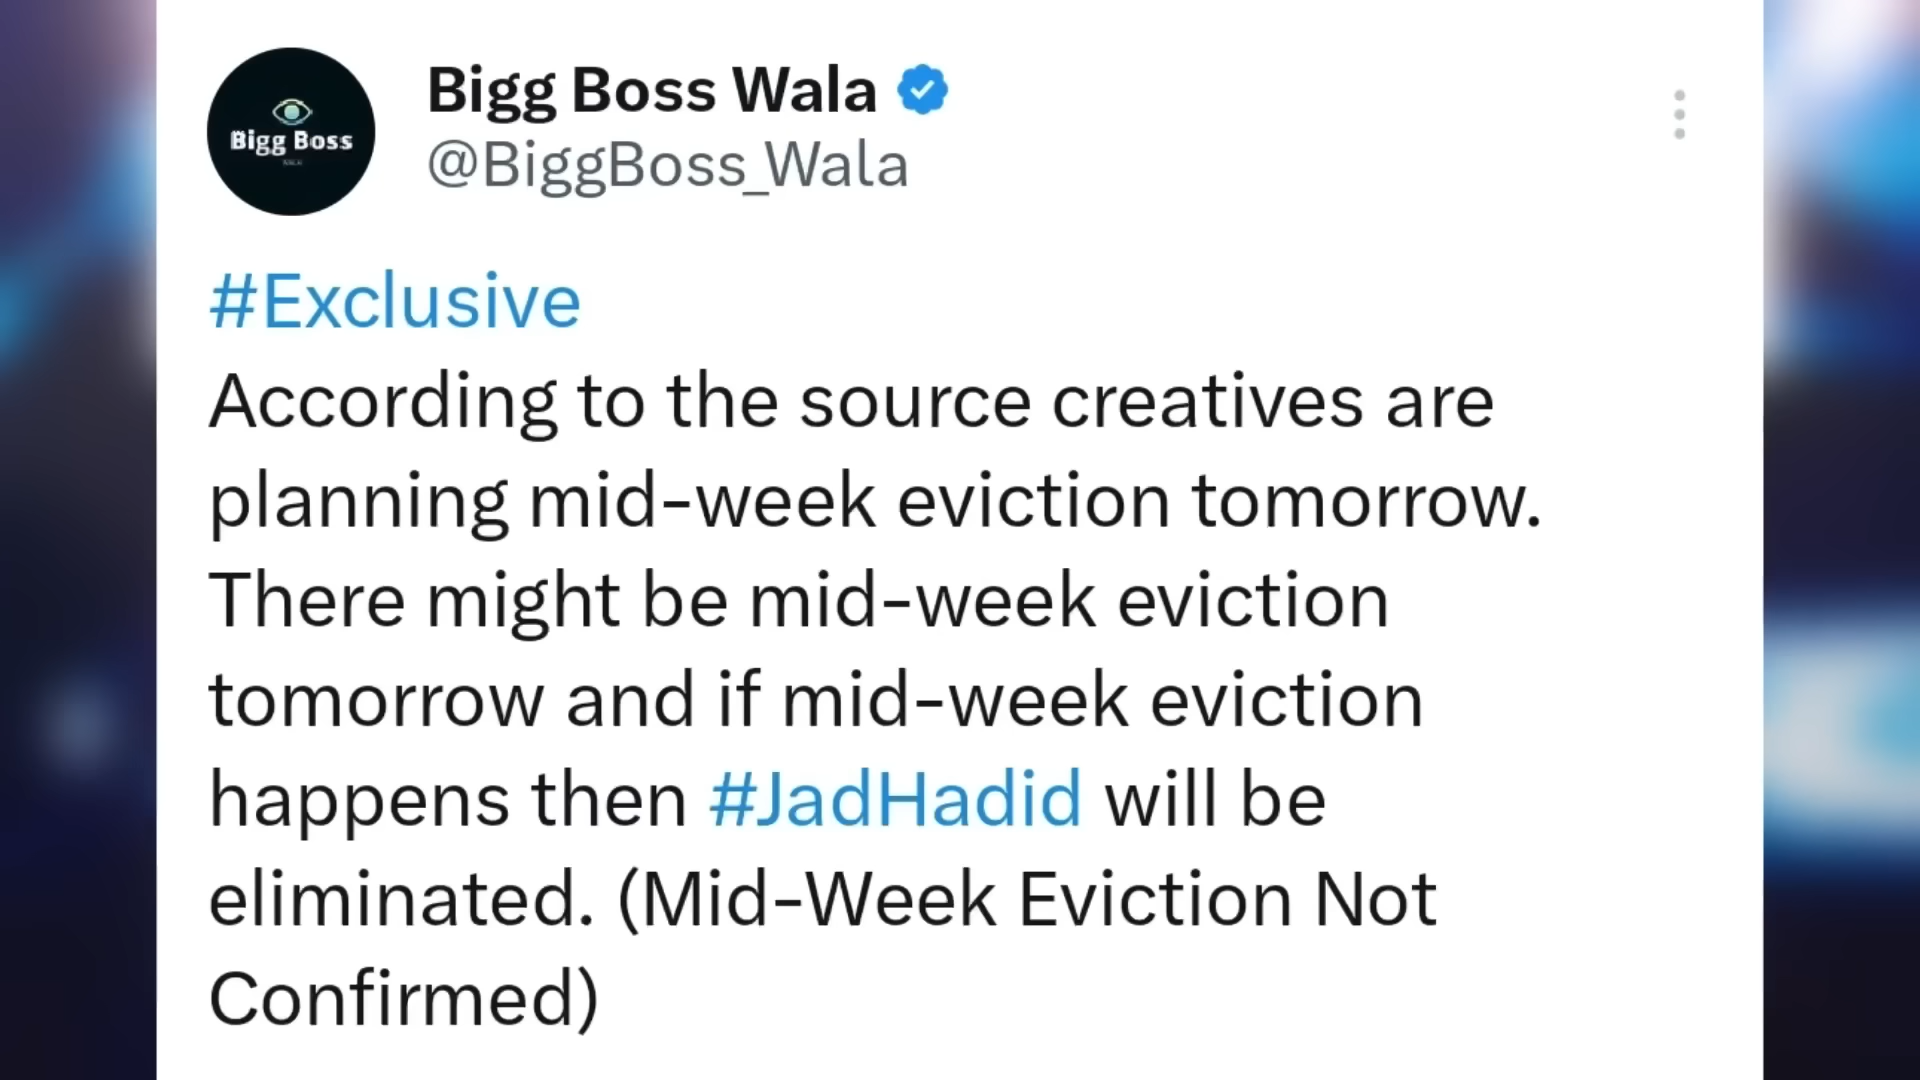 Bigg Boss
Bigg Boss Wala
@BiggBoss_Wala
#Exclusive
According to the source creatives are
planning mid-week eviction tomorrow.
There might be mid-week eviction
tomorrow and if mid-week eviction
happens then #JadHadid will be
eliminated. (Mid-Week Eviction Not
Confirmed)